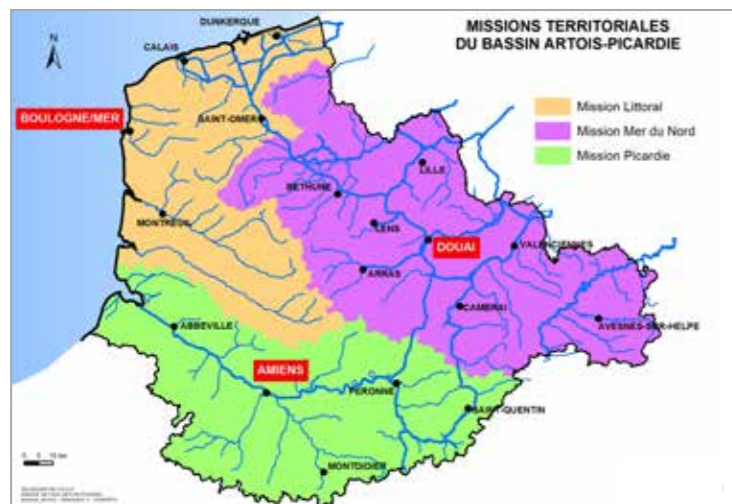 MISSIONS TERRITORIALES
DU BASSIN ARTOIS-PICARDIE
Mission Littoral
Mission Mer du Nord
Mission Picardie
N
DUNKERQUE
CALAIS
BOULOGNE/MER
SAINT-OMER
LILLE
BETHUNE
MONTREUIL
LENS
DOUAI
VALENCIENNES
ARRAS
CAMBRAI
AVESNES-SUR-HELPE
ABBEVILLE
AMIENS
PERONNE
SAINT-QUENTIN
MONTDIDIER